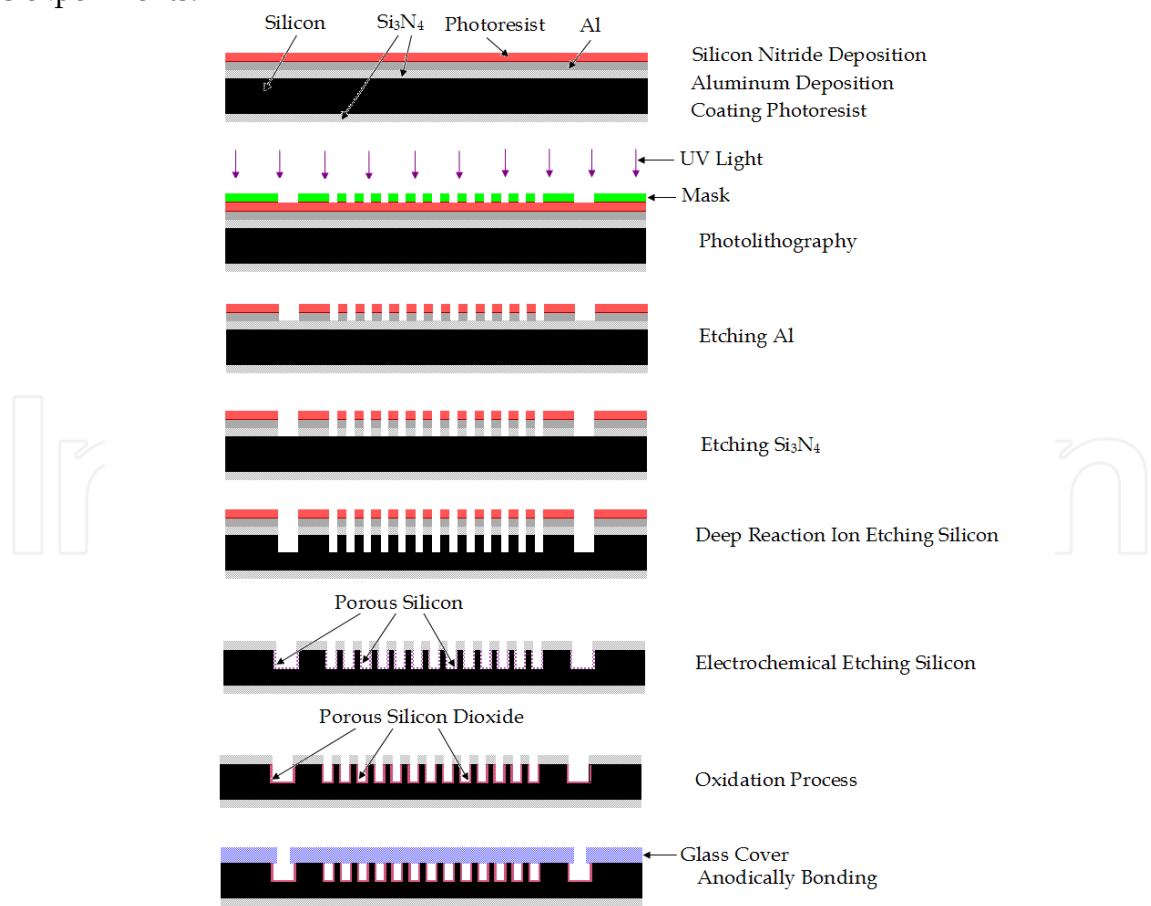 Silicon
Si₃N₄
Photoresist
Al
Silicon Nitride Deposition
Aluminum Deposition
Coating Photoresist
UV Light
Mask
Photolithography
Etching Al
Etching Si₃N₄
Deep Reaction Ion Etching Silicon
Porous Silicon
Electrochemical Etching Silicon
Porous Silicon Dioxide
Oxidation Process
Glass Cover
Anodically Bonding